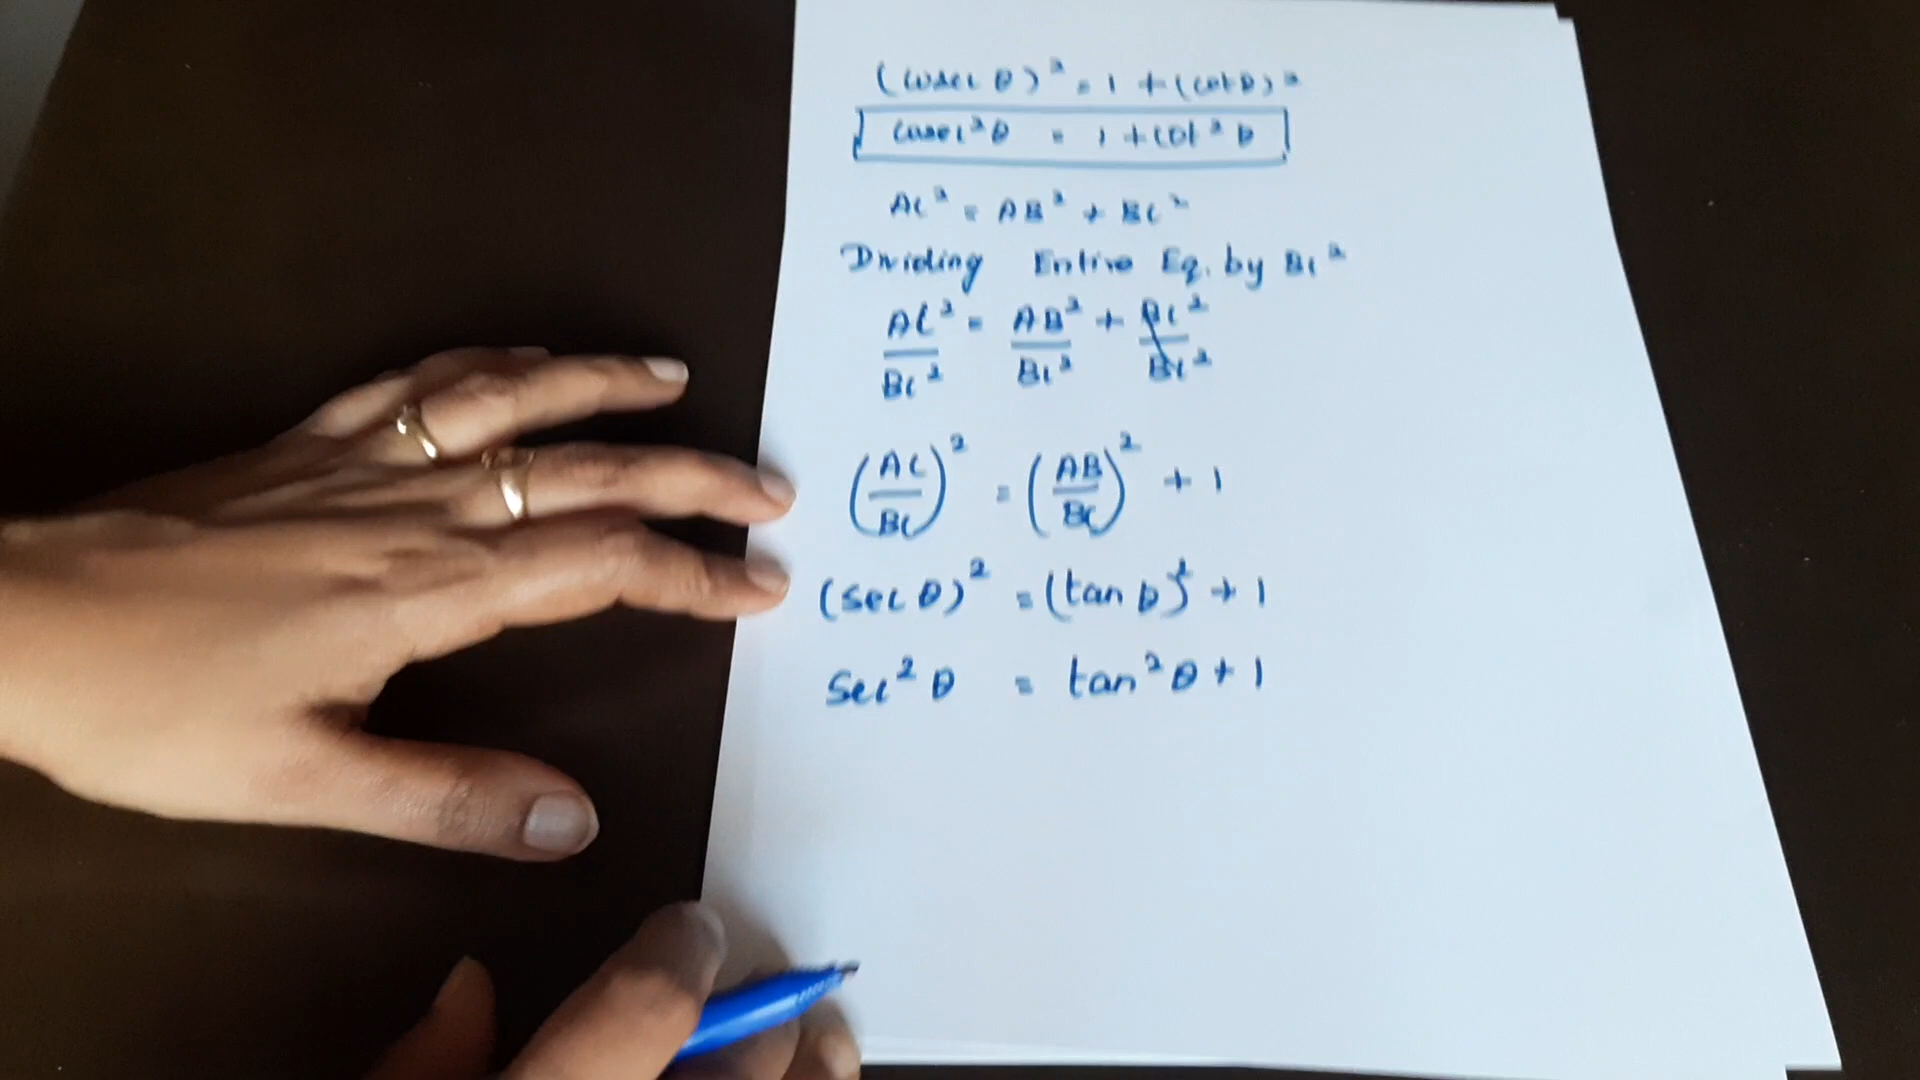 (cosec θ)² = 1 + (cot θ)²
cosec²θ = 1 + cot²θ
AC² = AB² + BC²
Dividing Entire Eq. by BC²
AC²/BC² = AB²/BC² + BC²/BC²
(AC/BC)² = (AB/BC)² + 1
(sec θ)² = (tan θ)² + 1
sec²θ = tan²θ + 1